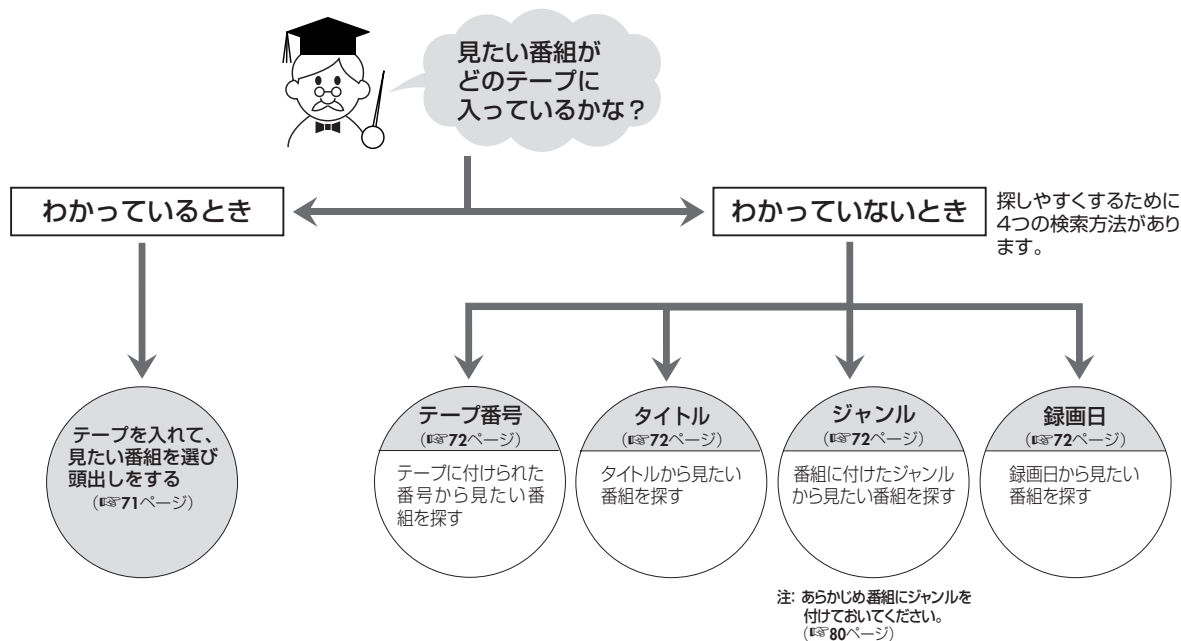 見たい番組が
どのテープに
入っているかな？
わかっているとき
わかっていないとき
探しやすくするために
4つの検索方法があり
ます。
テープを入れて、
見たい番組を選び
頭出しをする
（☞71ページ）
テープ番号
（☞72ページ）
テープに付けられた
番号から見たい番
組を探す
タイトル
（☞72ページ）
タイトルから見たい
番組を探す
ジャンル
（☞72ページ）
番組に付けたジャンル
から見たい番組を探す
録画日
（☞72ページ）
録画日から見たい
番組を探す
注： あらかじめ番組にジャンルを
付けておいてください。
（☞80ページ）